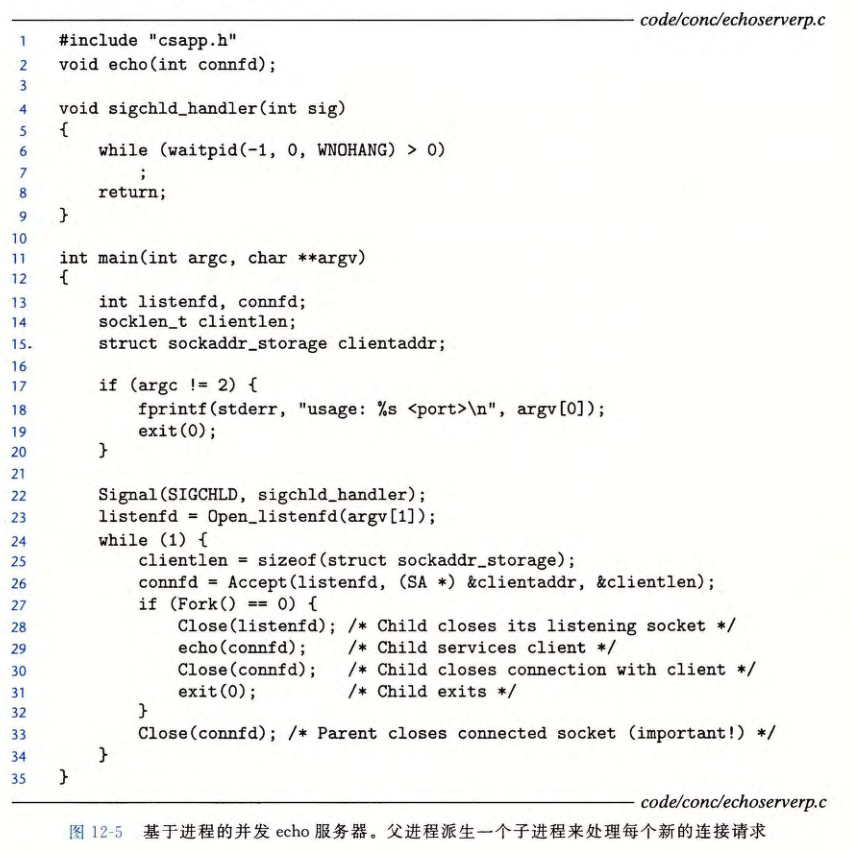 code/conc/echoserverp.c
1 #include "csapp.h"
2 void echo(int connfd);
3
4 void sigchld_handler(int sig)
5 {
6     while (waitpid(-1, 0, WNOHANG) > 0)
7         ;
8     return;
9 }
10
11 int main(int argc, char **argv)
12 {
13     int listenfd, connfd;
14     socklen_t clientlen;
15.     struct sockaddr_storage clientaddr;
16
17     if (argc != 2) {
18         fprintf(stderr, "usage: %s <port>\n", argv[0]);
19         exit(0);
20     }
21
22     Signal(SIGCHLD, sigchld_handler);
23     listenfd = Open_listenfd(argv[1]);
24     while (1) {
25         clientlen = sizeof(struct sockaddr_storage);
26         connfd = Accept(listenfd, (SA *) &clientaddr, &clientlen);
27         if (Fork() == 0) {
28             Close(listenfd); /* Child closes its listening socket */
29             echo(connfd);    /* Child services client */
30             Close(connfd);   /* Child closes connection with client */
31             exit(0);         /* Child exits */
32         }
33         Close(connfd); /* Parent closes connected socket (important!) */
34     }
35 }
code/conc/echoserverp.c
图 12-5 基于进程的并发 echo 服务器。父进程派生一个子进程来处理每个新的连接请求